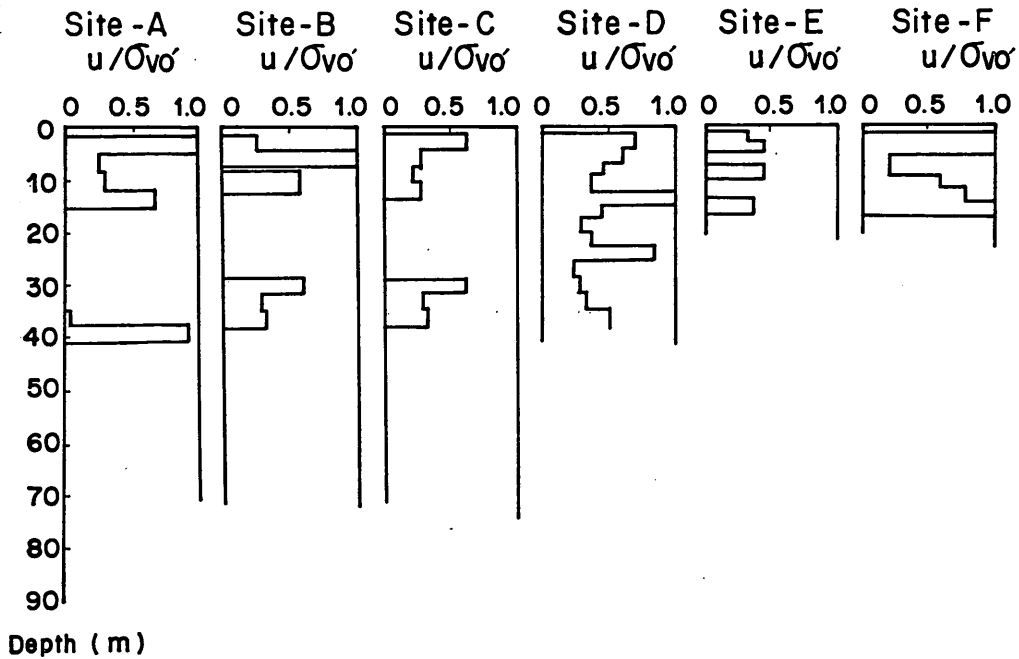 Site-A Site-B Site-C Site-D Site-E Site-F
u/σvo′ u/σvo′ u/σvo′ u/σvo′ u/σvo′ u/σvo′
0 0.5 1.0 0 0.5 1.0 0 0.5 1.0 0 0.5 1.0 0 0.5 1.0 0 0.5 1.0
0
10
20
30
40
50
60
70
80
90
Depth (m)